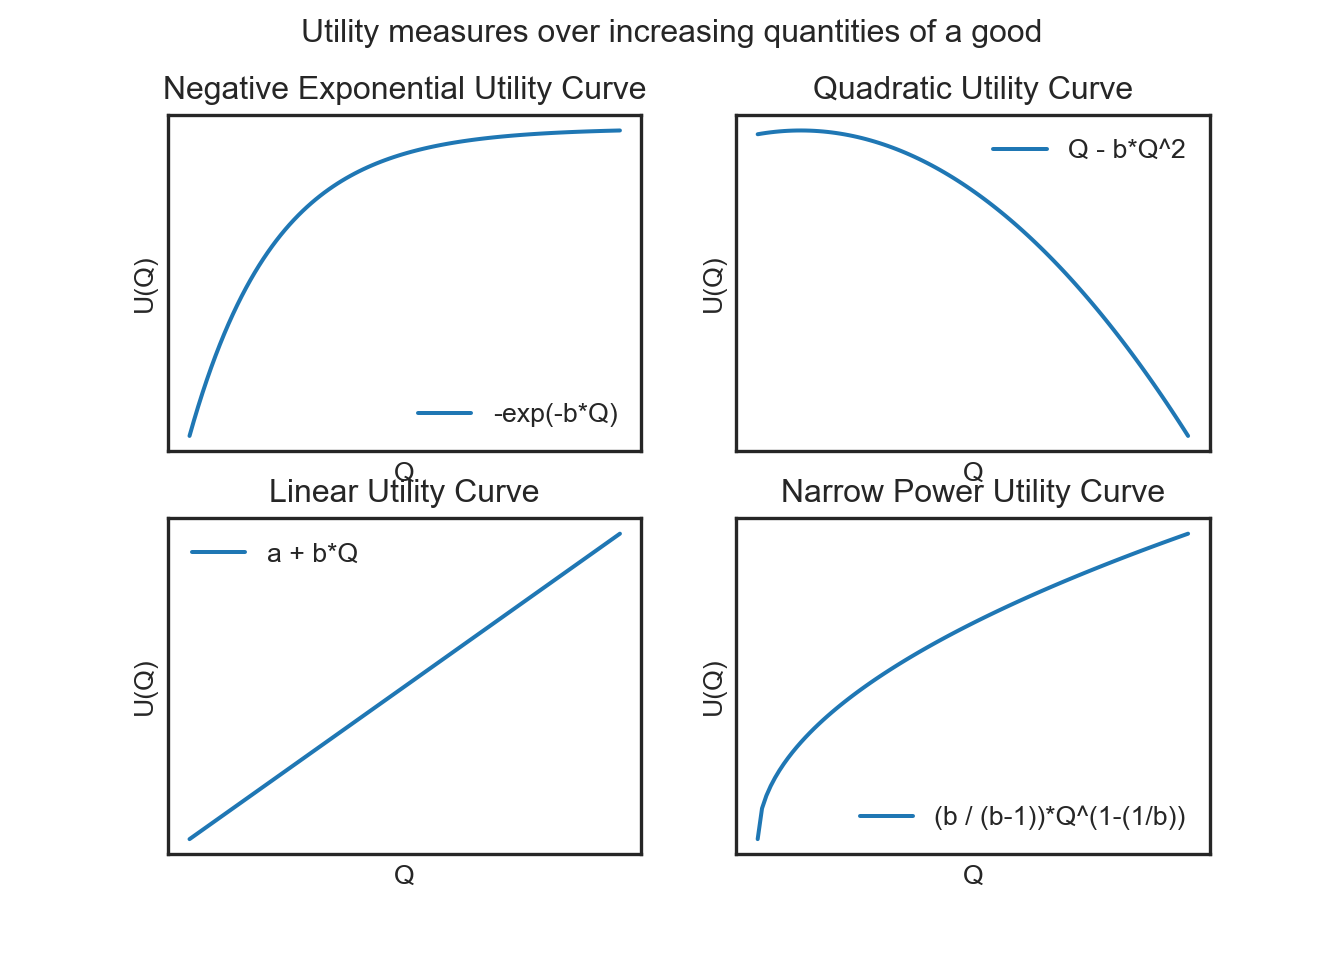 Utility measures over increasing quantities of a good
Negative Exponential Utility Curve
U(Q)
-exp(-b*Q)
Q
Quadratic Utility Curve
U(Q)
Q - b*Q^2
Q
Linear Utility Curve
U(Q)
a + b*Q
Q
Narrow Power Utility Curve
U(Q)
(b / (b-1))*Q^(1-(1/b))
Q